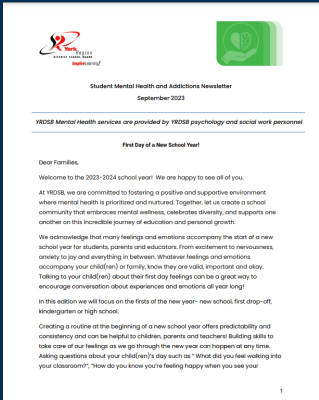 York
Region
DISTRICT SCHOOL BOARD
#InspireLearning!
Student Mental Health and Addictions Newsletter
September 2023
YRDSB Mental Health services are provided by YRDSB psychology and social work personnel
First Day of a New School Year!
Dear Families,
Welcome to the 2023-2024 school year!  We are happy to see all of you.
At YRDSB, we are committed to fostering a positive and supportive environment
where mental health is prioritized and nurtured. Together, let us create a school
community that embraces mental wellness, celebrates diversity, and supports one
another on this incredible journey of education and personal growth.
We acknowledge that many feelings and emotions accompany the start of a new
school year for students, parents and educators. From excitement to nervousness,
anxiety to joy and everything in between. Whatever feelings and emotions
accompany your child(ren) or family, know they are valid, important and okay.
Talking to your child(ren) about their first day feelings can be a great way to
encourage conversation about experiences and emotions all year long!
In this edition we will focus on the firsts of the new year- new school, first drop-off,
kindergarten or high school.
Creating a routine at the beginning of a new school year offers predictability and
consistency and can be helpful to children, parents and teachers! Building skills to
take care of our feelings as we go through the new year can happen at any time.
Asking questions about your child(ren)'s day such as " What did you feel walking into
your classroom?", "How do you know you're feeling happy when you see your
1